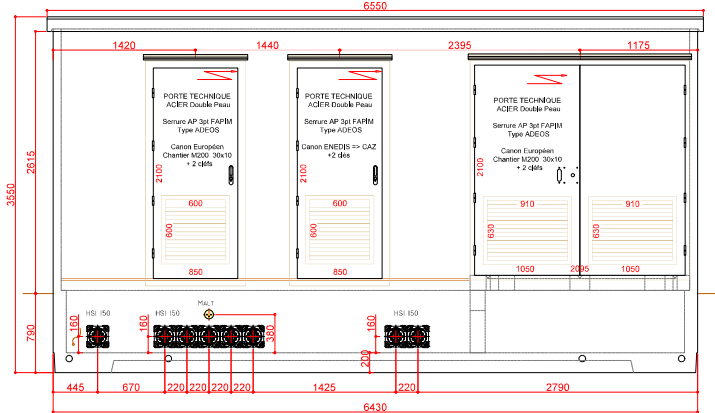 6550
1420
1440
2395
1175
PORTE TECHNIQUE
ACIER Double Peau
Serrure AP 3pt FAPIM
Type ADEOS
Canon Européen
Chantier M200 30x10
+ 2 cléfs
2100
600
600
850
PORTE TECHNIQUE
ACIER Double Peau
Serrure AP 3pt FAPIM
Type ADEOS
Canon ENEDIS => CAZ
+2 clés
600
600
850
PORTE TECHNIQUE
ACIER Double Peau
Serrure AP 3pt FAPIM
Type ADEOS
Canon Européen
Chantier M200 30x10
+ 2 cléfs
2100
910
630
910
630
1050
2095
1050
3550
2615
790
HSI 150
160
HSI 150
160
MALT
380
HSI 150
160
200
445
670
220
220
220
220
1425
220
2790
6430